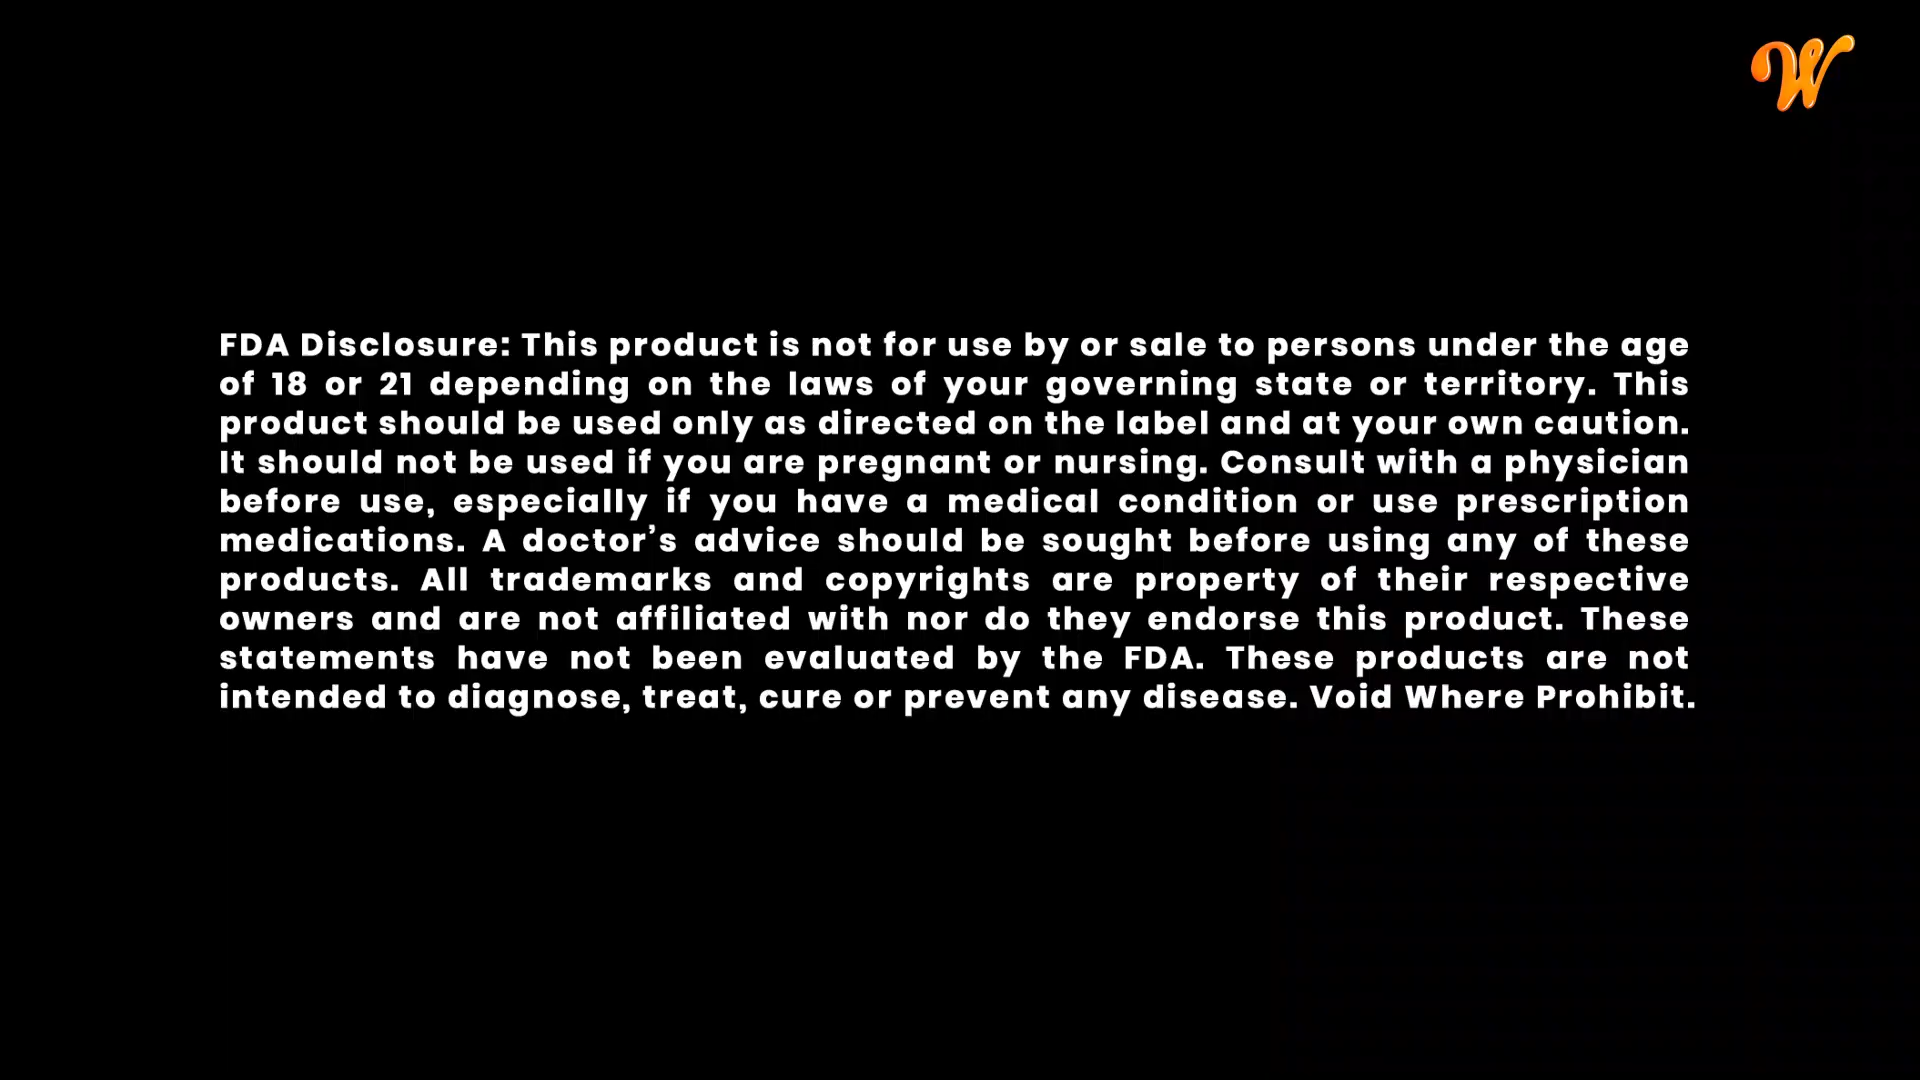 W
FDA Disclosure: This product is not for use by or sale to persons under the age
of 18 or 21 depending on the laws of your governing state or territory. This
product should be used only as directed on the label and at your own caution.
It should not be used if you are pregnant or nursing. Consult with a physician
before use, especially if you have a medical condition or use prescription
medications. A doctor’s advice should be sought before using any of these
products. All trademarks and copyrights are property of their respective
owners and are not affiliated with nor do they endorse this product. These
statements have not been evaluated by the FDA. These products are not
intended to diagnose, treat, cure or prevent any disease. Void Where Prohibit.